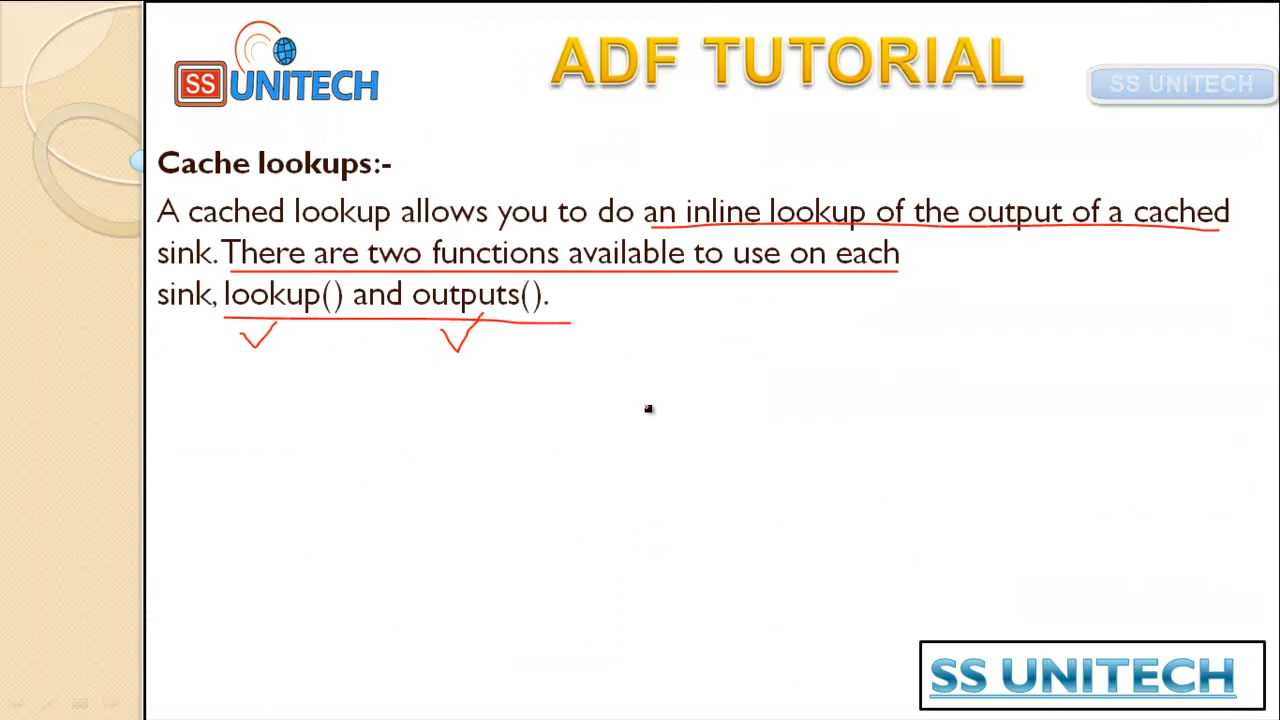 SS UNITECH
ADF TUTORIAL
SS UNITECH
Cache lookups:-
A cached lookup allows you to do an inline lookup of the output of a cached
sink. There are two functions available to use on each
sink, lookup() and outputs().
SS UNITECH